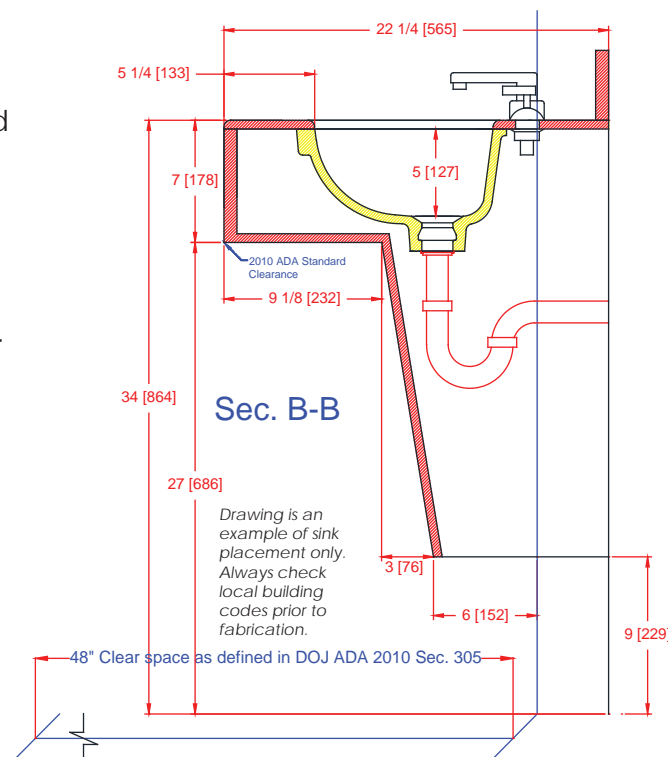 22 1/4 [565]
5 1/4 [133]
d
7 [178]
5 [127]
2010 ADA Standard
Clearance
9 1/8 [232]
.
34 [864]
Sec. B-B
27 [686]
Drawing is an
example of sink
placement only.
Always check
local building
codes prior to
fabrication.
3 [76]
6 [152]
9 [229]
48" Clear space as defined in DOJ ADA 2010 Sec. 305